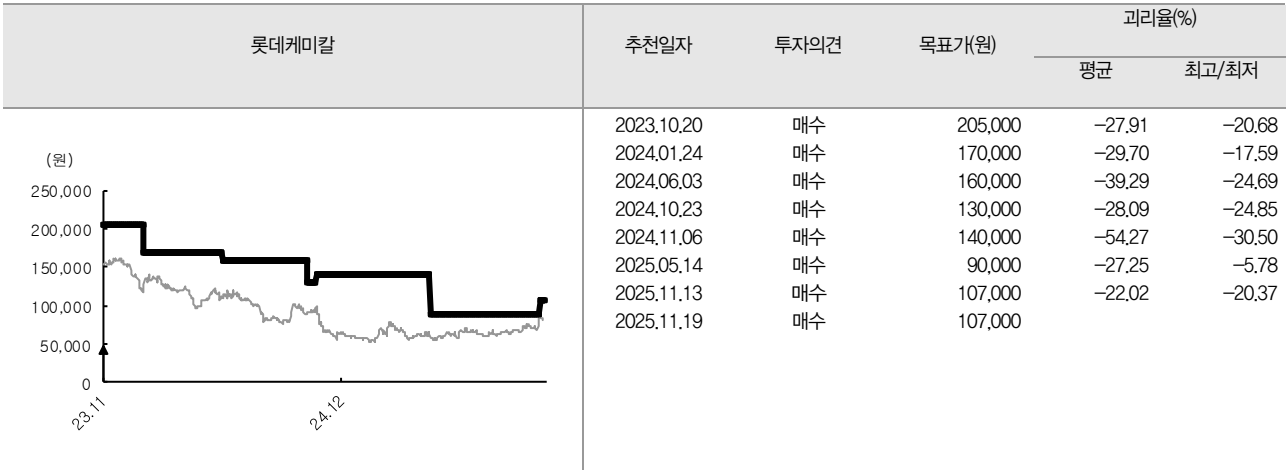 롯데케미칼 추천일자 투자의견 목표가(원) 괴리율(%)
평균 최고/최저
(원)
250,000
200,000
150,000
100,000
50,000
0
23.11 24.12
2023.10.20 매수 205,000 -27.91 -20.68
2024.01.24 매수 170,000 -29.70 -17.59
2024.06.03 매수 160,000 -39.29 -24.69
2024.10.23 매수 130,000 -28.09 -24.85
2024.11.06 매수 140,000 -54.27 -30.50
2025.05.14 매수 90,000 -27.25 -5.78
2025.11.13 매수 107,000 -22.02 -20.37
2025.11.19 매수 107,000